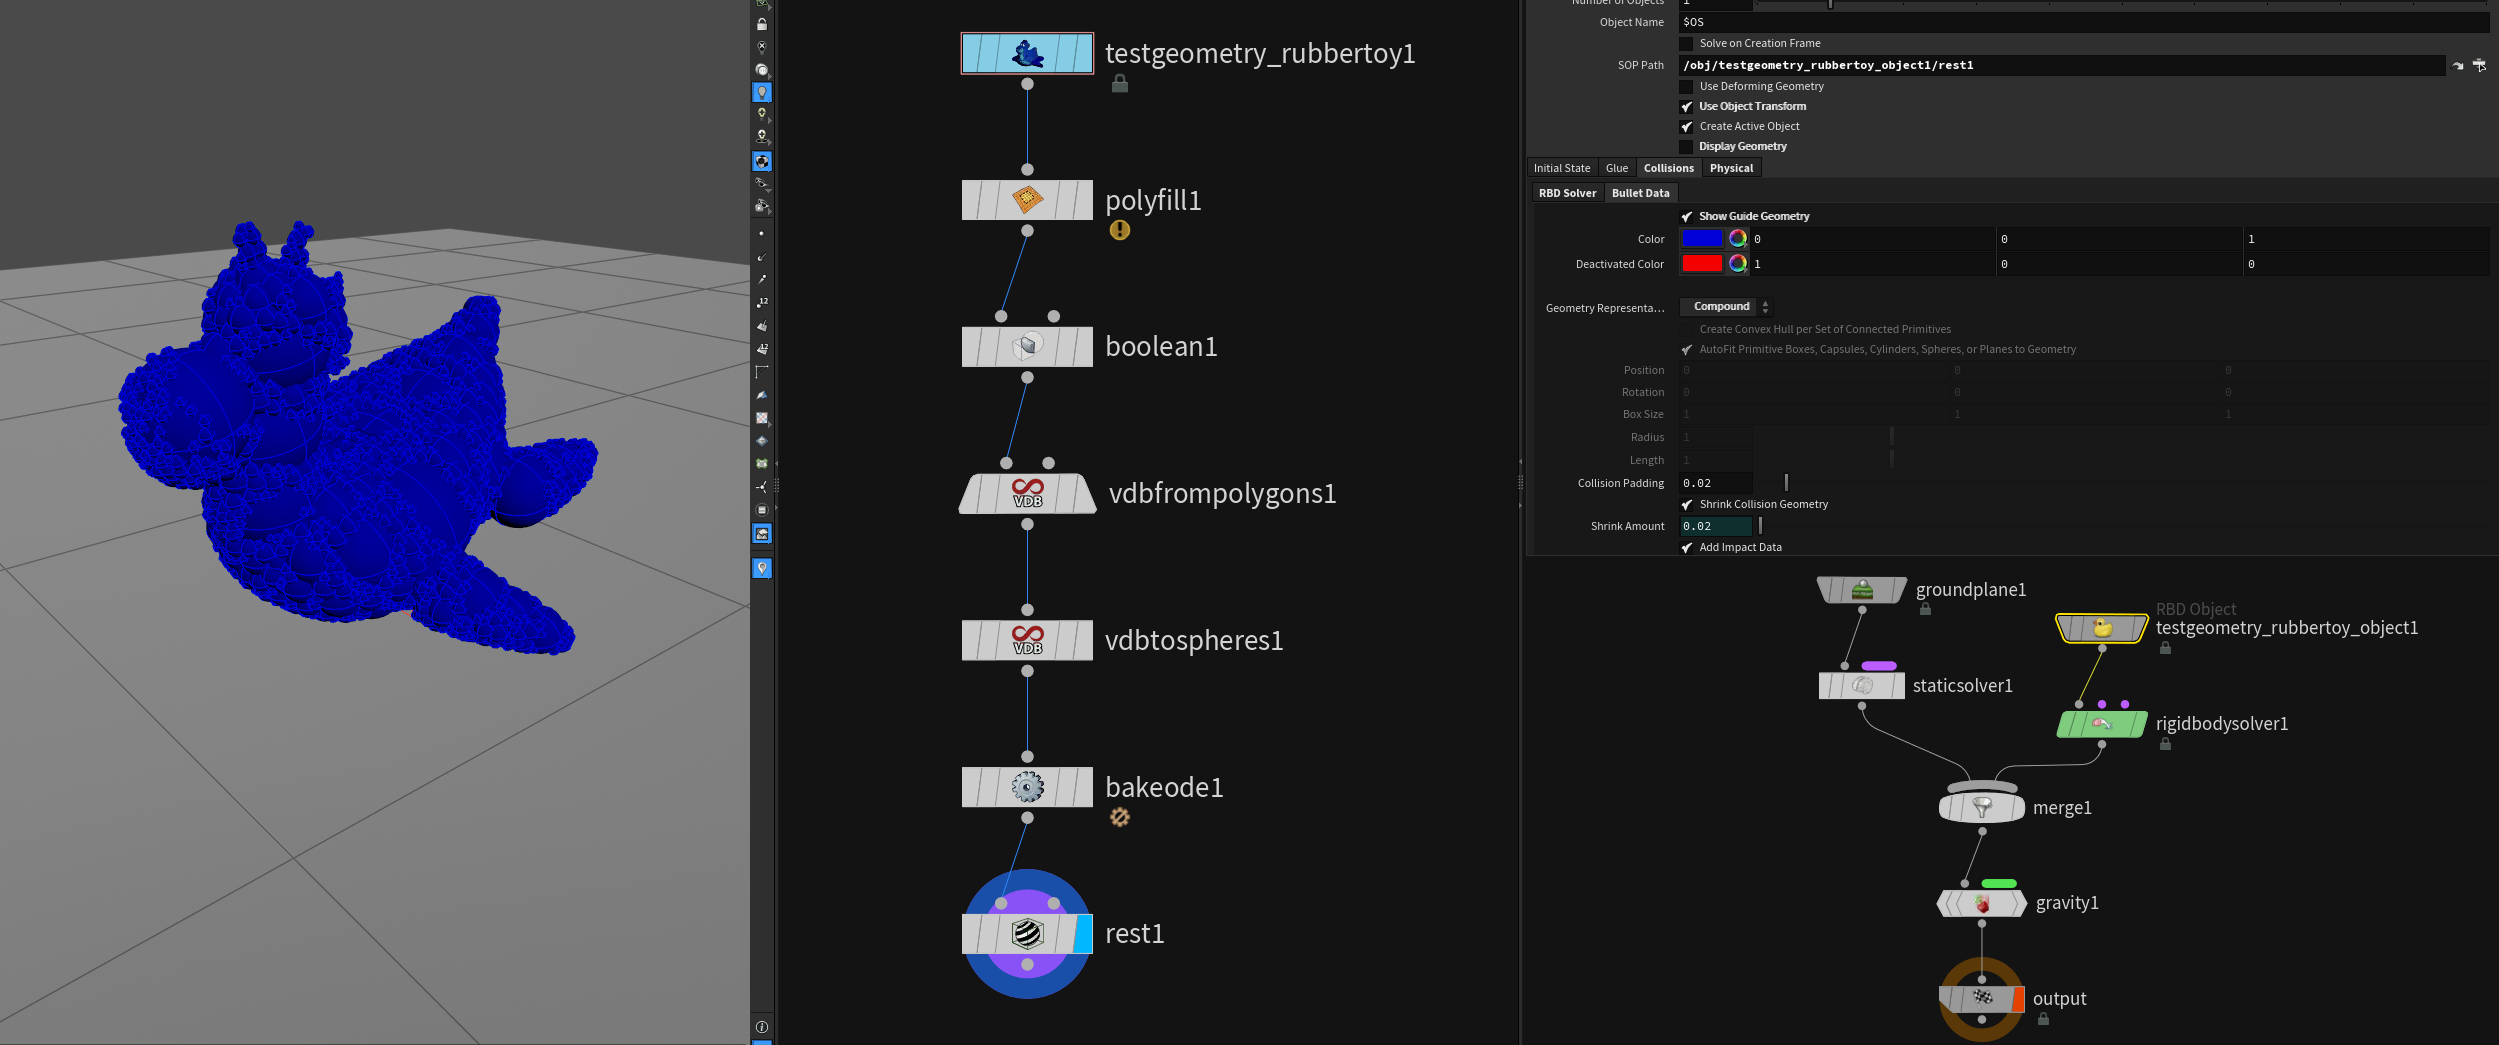 testgeometry_rubbertoy1
polyfill1
boolean1
vdbfrompolygons1
VDB
vdbtospheres1
VDB
bakeode1
rest1
12
12
Number of Objects 1
Object Name $OS
Solve on Creation Frame
SOP Path /obj/testgeometry_rubbertoy_object1/rest1
Use Deforming Geometry
Use Object Transform
Create Active Object
Display Geometry
Initial State Glue Collisions Physical
RBD Solver Bullet Data
Show Guide Geometry
Color 0 0 1
Deactivated Color 1 0 0
Geometry Representa... Compound
Create Convex Hull per Set of Connected Primitives
AutoFit Primitive Boxes, Capsules, Cylinders, Spheres, or Planes to Geometry
Position 0 0 0
Rotation 0 0 0
Box Size 1 1 1
Radius 1
Length 1
Collision Padding 0.02
Shrink Collision Geometry
Shrink Amount 0.02
Add Impact Data
groundplane1
RBD Object
testgeometry_rubbertoy_object1
staticsolver1
rigidbodysolver1
merge1
gravity1
output